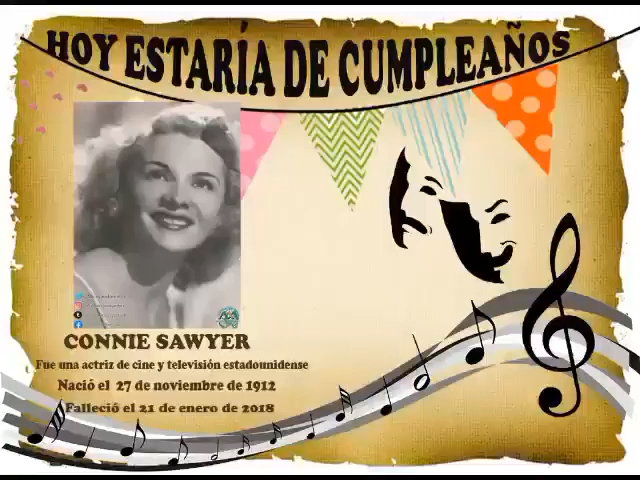 HOY ESTARÍA DE CUMPLEAÑOS
CONNIE SAWYER
Fue una actriz de cine y televisión estadounidense
Nació el 27 de noviembre de 1912
Falleció el 21 de enero de 2018